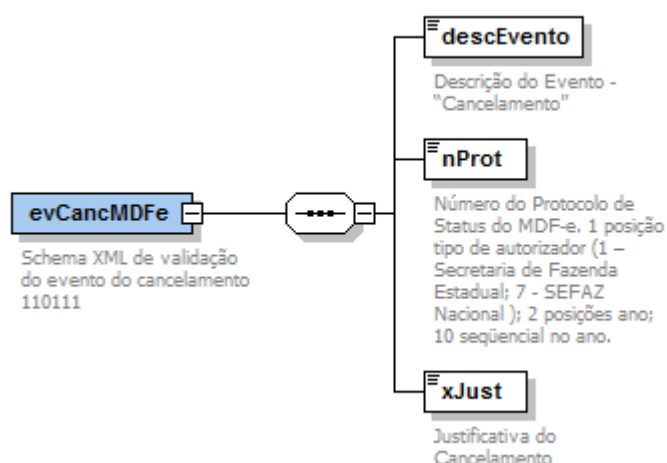 evCancMDFe
Schema XML de validação
do evento do cancelamento
110111
descEvento
Descrição do Evento -
“Cancelamento”
nProt
Número do Protocolo de
Status do MDF-e. 1 posição
tipo de autorizador (1 –
Secretaria de Fazenda
Estadual; 7 - SEFAZ
Nacional ); 2 posições ano;
10 seqüencial no ano.
xJust
Justificativa do
Cancelamento